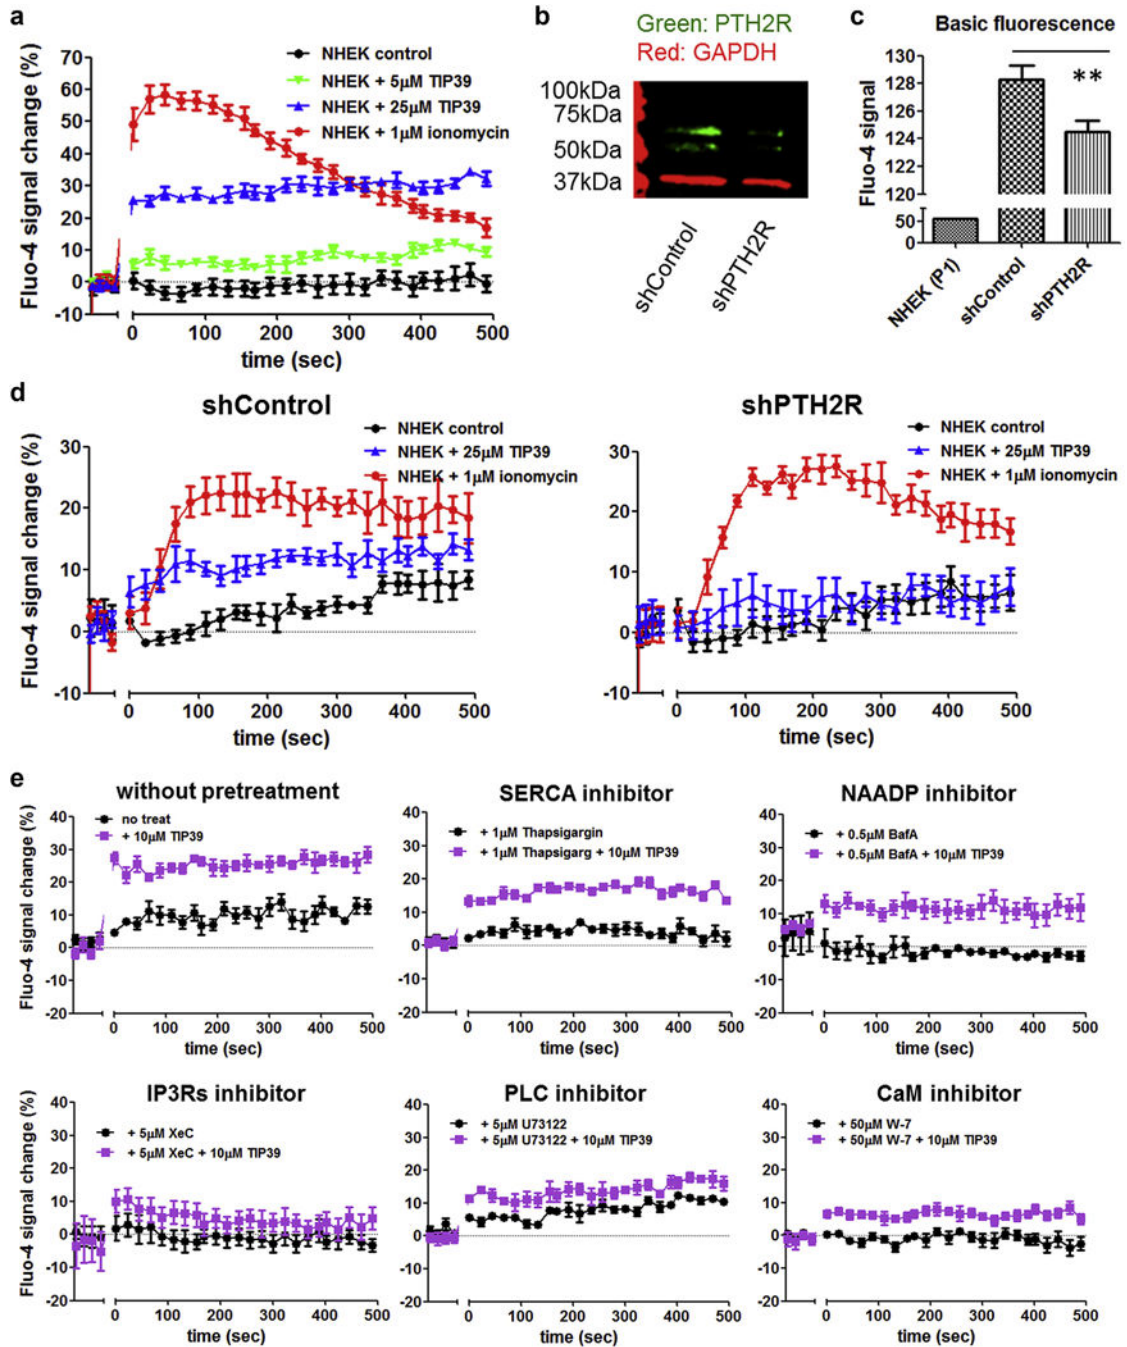 a
Fluo-4 signal change (%)
70
60
50
40
30
20
10
0
-10
NHEK control
NHEK + 5μM TIP39
NHEK + 25μM TIP39
NHEK + 1μM ionomycin
0 100 200 300 400 500
time (sec)
b
Green: PTH2R
Red: GAPDH
100kDa
75kDa
50kDa
37kDa
shControl
shPTH2R
c
Basic fluorescence
Fluo-4 signal
130
128
126
124
122
120
50
0
**
NHEK (P1)
shControl
shPTH2R
d
shControl
Fluo-4 signal change (%)
30
20
10
0
-10
NHEK control
NHEK + 25μM TIP39
NHEK + 1μM ionomycin
0 100 200 300 400 500
time (sec)
shPTH2R
30
20
10
0
-10
NHEK control
NHEK + 25μM TIP39
NHEK + 1μM ionomycin
0 100 200 300 400 500
time (sec)
e
without pretreatment
Fluo-4 signal change (%)
40
30
20
10
0
-10
-20
no treat
+ 10μM TIP39
0 100 200 300 400 500
time (sec)
SERCA inhibitor
40
30
20
10
0
-10
-20
+ 1μM Thapsigargin
+ 1μM Thapsigarg + 10μM TIP39
0 100 200 300 400 500
time (sec)
NAADP inhibitor
40
30
20
10
0
-10
-20
+ 0.5μM BafA
+ 0.5μM BafA + 10μM TIP39
0 100 200 300 400 500
time (sec)
IP3Rs inhibitor
Fluo-4 signal change (%)
40
30
20
10
0
-10
-20
+ 5μM XeC
+ 5μM XeC + 10μM TIP39
0 100 200 300 400 500
time (sec)
PLC inhibitor
40
30
20
10
0
-10
-20
+ 5μM U73122
+ 5μM U73122 + 10μM TIP39
0 100 200 300 400 500
time (sec)
CaM inhibitor
40
30
20
10
0
-10
-20
+ 50μM W-7
+ 50μM W-7 + 10μM TIP39
0 100 200 300 400 500
time (sec)